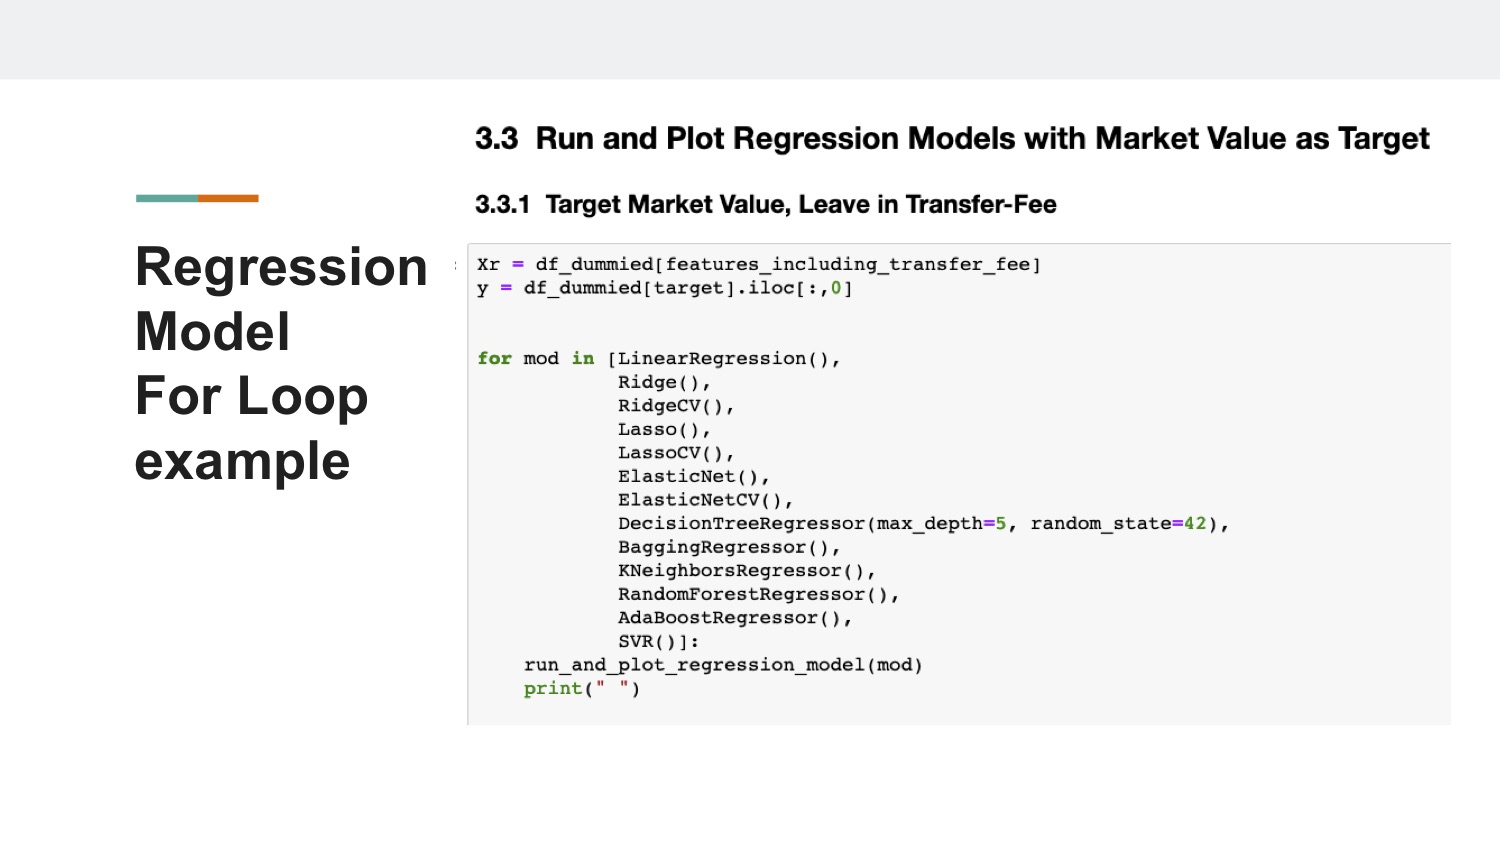 Regression
Model
For Loop
example
3.3 Run and Plot Regression Models with Market Value as Target
3.3.1 Target Market Value, Leave in Transfer-Fee
:
Xr = df_dummied[features_including_transfer_fee]
y = df_dummied[target].iloc[:,0]
for mod in [LinearRegression(),
Ridge(),
RidgeCV(),
Lasso(),
LassoCV(),
ElasticNet(),
ElasticNetCV(),
DecisionTreeRegressor(max_depth=5, random_state=42),
BaggingRegressor(),
KNeighborsRegressor(),
RandomForestRegressor(),
AdaBoostRegressor(),
SVR()]:
run_and_plot_regression_model(mod)
print(" ")